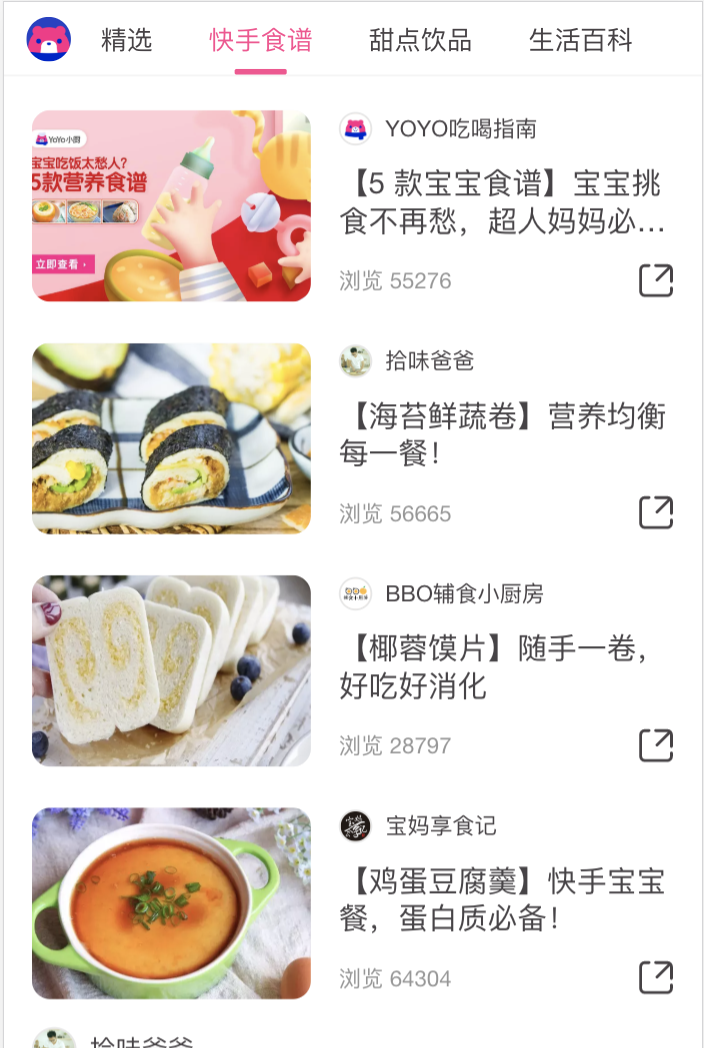 精选 快手食谱 甜点饮品 生活百科
YoYo小厨
宝宝吃饭太愁人?
5款营养食谱
立即查看
YOYO吃喝指南
【5 款宝宝食谱】宝宝挑
食不再愁，超人妈妈必...
浏览 55276
拾味爸爸
【海苔鲜蔬卷】营养均衡
每一餐！
浏览 56665
BBO辅食小厨房
【椰蓉馍片】随手一卷，
好吃好消化
浏览 28797
宝妈享食记
【鸡蛋豆腐羹】快手宝宝
餐，蛋白质必备！
浏览 64304
拾味爸爸